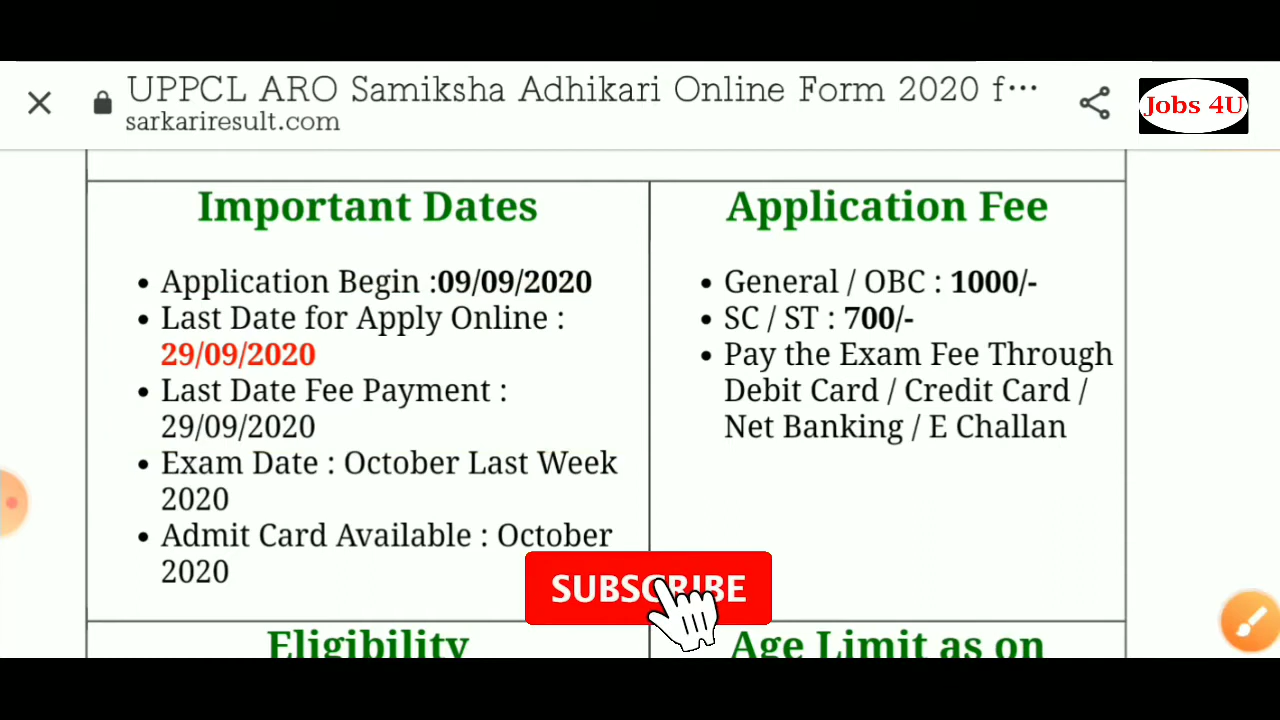 UPPCL ARO Samiksha Adhikari Online Form 2020 f...
sarkariresult.com
Jobs 4U
Important Dates
Application Begin :09/09/2020
Last Date for Apply Online :
29/09/2020
Last Date Fee Payment :
29/09/2020
Exam Date : October Last Week
2020
Admit Card Available : October
2020
Application Fee
General / OBC : 1000/-
SC / ST : 700/-
Pay the Exam Fee Through
Debit Card / Credit Card /
Net Banking / E Challan
SUBSCRIBE
Eligibility
Age Limit as on